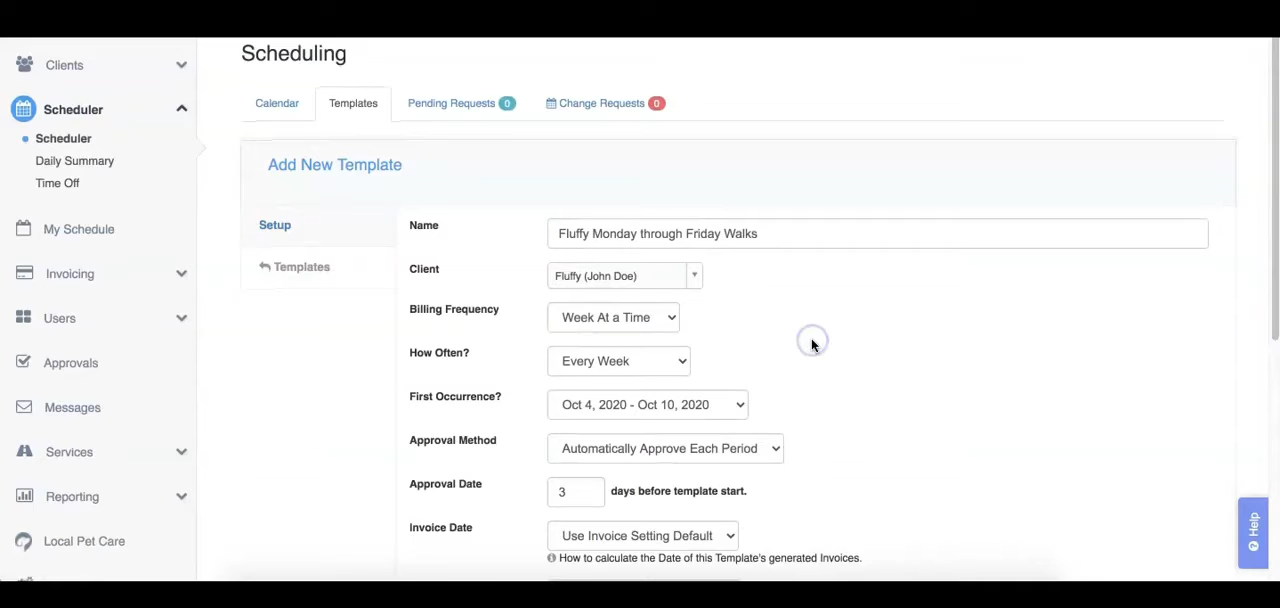 Scheduling
Clients
Scheduler
Scheduler
Daily Summary
Time Off
My Schedule
Invoicing
Users
Approvals
Messages
Services
Reporting
Local Pet Care
Calendar
Templates
Pending Requests 0
Change Requests 0
Add New Template
Setup
Templates
Name
Fluffy Monday through Friday Walks
Client
Fluffy (John Doe)
Billing Frequency
Week At a Time
How Often?
Every Week
First Occurrence?
Oct 4, 2020 - Oct 10, 2020
Approval Method
Automatically Approve Each Period
Approval Date
3 days before template start.
Invoice Date
Use Invoice Setting Default
How to calculate the Date of this Template's generated Invoices.
Help